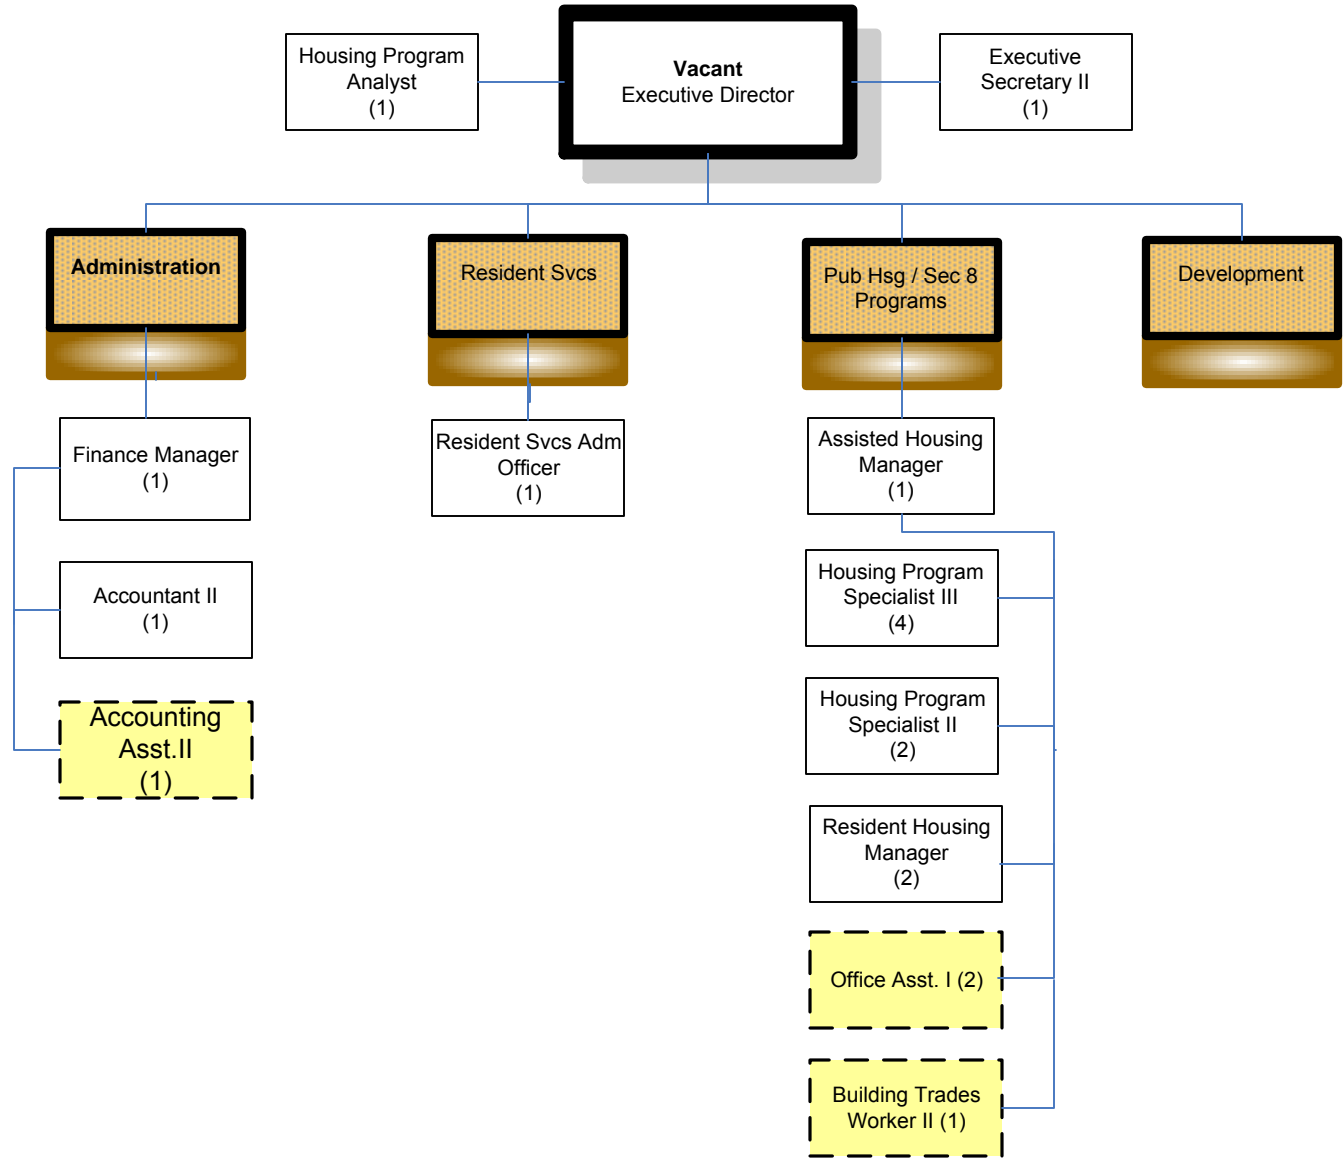 Housing Program
Analyst
(1)
Vacant
Executive Director
Executive
Secretary II
(1)
Administration
Resident Svcs
Pub Hsg / Sec 8
Programs
Development
Finance Manager
(1)
Resident Svcs Adm
Officer
(1)
Assisted Housing
Manager
(1)
Accountant II
(1)
Housing Program
Specialist III
(4)
Accounting
Asst.II
(1)
Housing Program
Specialist II
(2)
Resident Housing
Manager
(2)
Office Asst. I (2)
Building Trades
Worker II (1)